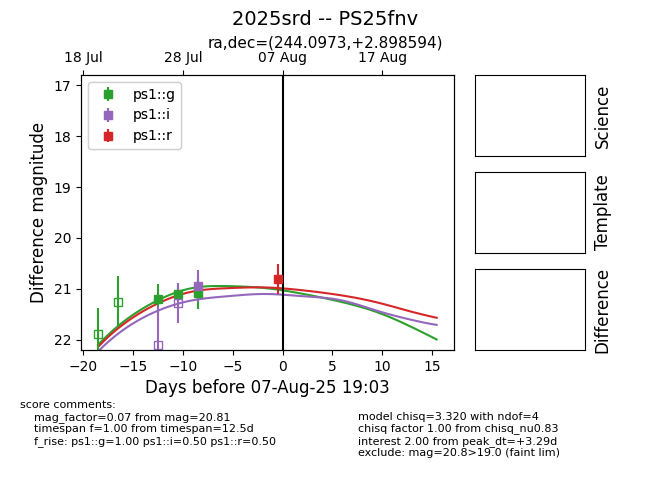 2025srd -- PS25fnv
ra,dec=(244.0973,+2.898594)
18 Jul
28 Jul
07 Aug
17 Aug
17
18
19
20
21
22
Difference magnitude
ps1::g
ps1::i
ps1::r
−20
−15
−10
−5
0
5
10
15
Days before 07-Aug-25 19:03
Science
Template
Difference
score comments:
mag_factor=0.07 from mag=20.81
timespan f=1.00 from timespan=12.5d
f_rise: ps1::g=1.00 ps1::i=0.50 ps1::r=0.50
model chisq=3.320 with ndof=4
chisq factor 1.00 from chisq_nu0.83
interest 2.00 from peak_dt=+3.29d
exclude: mag=20.8>19.0 (faint lim)